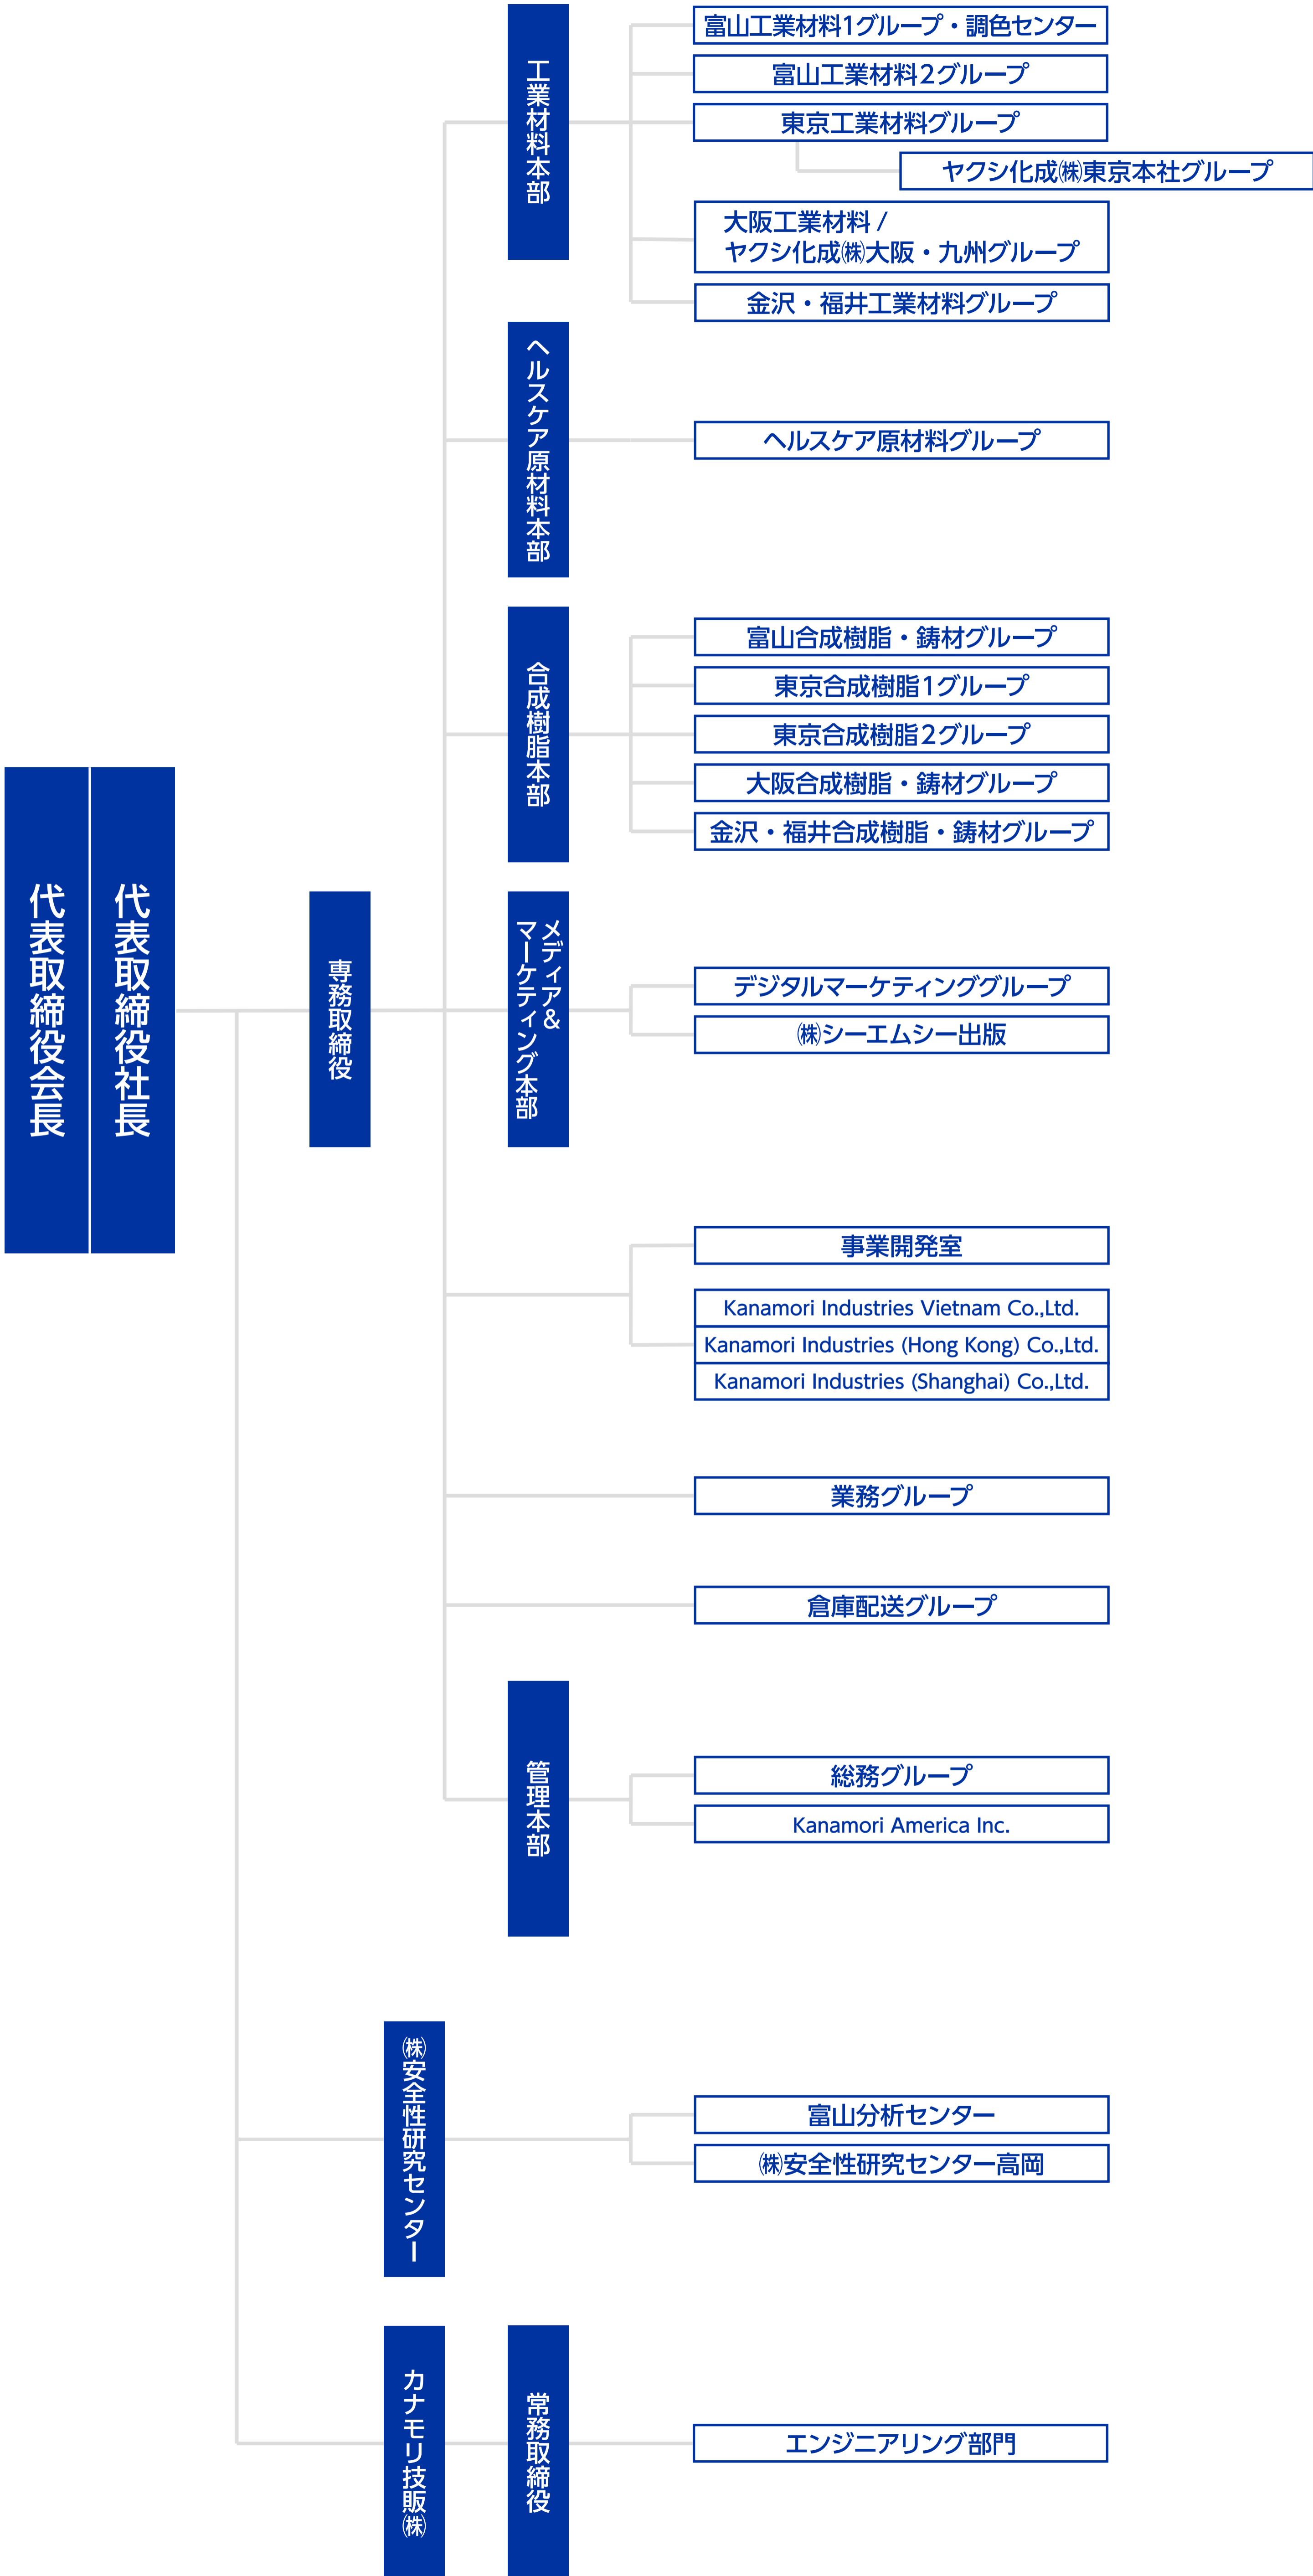 代表取締役会長
代表取締役社長
専務取締役
工業材料本部
富山工業材料1グループ・調色センター
富山工業材料2グループ
東京工業材料グループ
ヤクシ化成㈱東京本社グループ
大阪工業材料 /
ヤクシ化成㈱大阪・九州グループ
金沢・福井工業材料グループ
ヘルスケア原材料本部
ヘルスケア原材料グループ
合成樹脂本部
富山合成樹脂・鋳材グループ
東京合成樹脂1グループ
東京合成樹脂2グループ
大阪合成樹脂・鋳材グループ
金沢・福井合成樹脂・鋳材グループ
メディア&
マーケティング本部
デジタルマーケティンググループ
㈱シーエムシー出版
事業開発室
Kanamori Industries Vietnam Co.,Ltd.
Kanamori Industries (Hong Kong) Co.,Ltd.
Kanamori Industries (Shanghai) Co.,Ltd.
業務グループ
倉庫配送グループ
管理本部
総務グループ
Kanamori America Inc.
㈱安全性研究センター
富山分析センター
㈱安全性研究センター高岡
カナモリ技販㈱
常務取締役
エンジニアリング部門